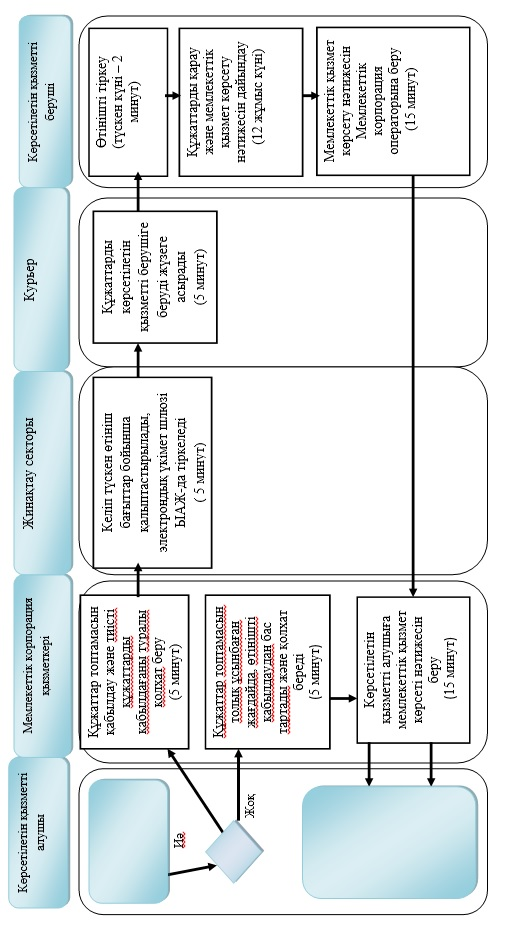 Көрсетілетін қызметті
алушы
Мемлекеттік корпорация
қызметкері
Жинақтау секторы
Курьер
Көрсетілетін қызметті
беруші
Иә
Жоқ
Құжаттар топтамасын
қабылдау және тиісті
құжаттарды
қабылдағаны туралы
қолхат беру
(5 минут)
Құжаттар топтамасын
толық ұсынбаған
жағдайда, өтінішті
қабылдаудан бас
тартады және қолхат
береді
(5 минут)
Көрсетілетін
қызметті алушыға
мемлекеттік қызмет
көрсеті нәтижесін
беру
(15 минут)
Келіп түскен өтініш
бағыттар бойынша
қалыптастырылады,
электрондық үкімет шлюзі
ЫАЖ-да тіркеледі
( 5 минут)
Құжаттарды
көрсетілетін
қызметті берушіге
беруді жүзеге
асырады
(5 минут)
Өтінішті тіркеу
(түскен күні – 2
минут)
Құжаттарды қарау
және мемлекеттік
қызмет көрсету
нәтижесін дайындау
(12 жұмыс күні)
Мемлекеттік қызмет
көрсету нәтижесін
Мемлекеттік
корпорация
операторына беру
(15 минут)